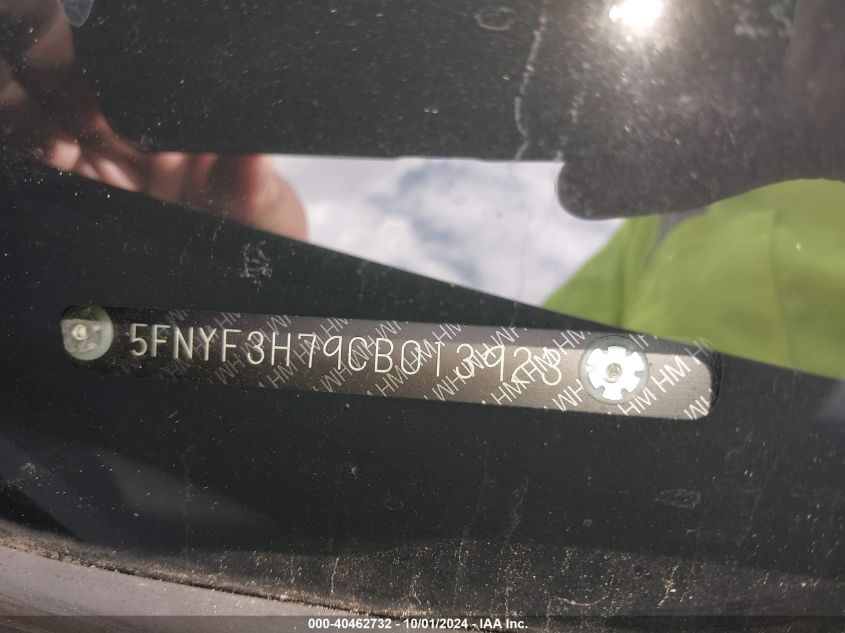 5FNYF3H79CB013923
000-40462732 - 10/01/2024 - IAA Inc.